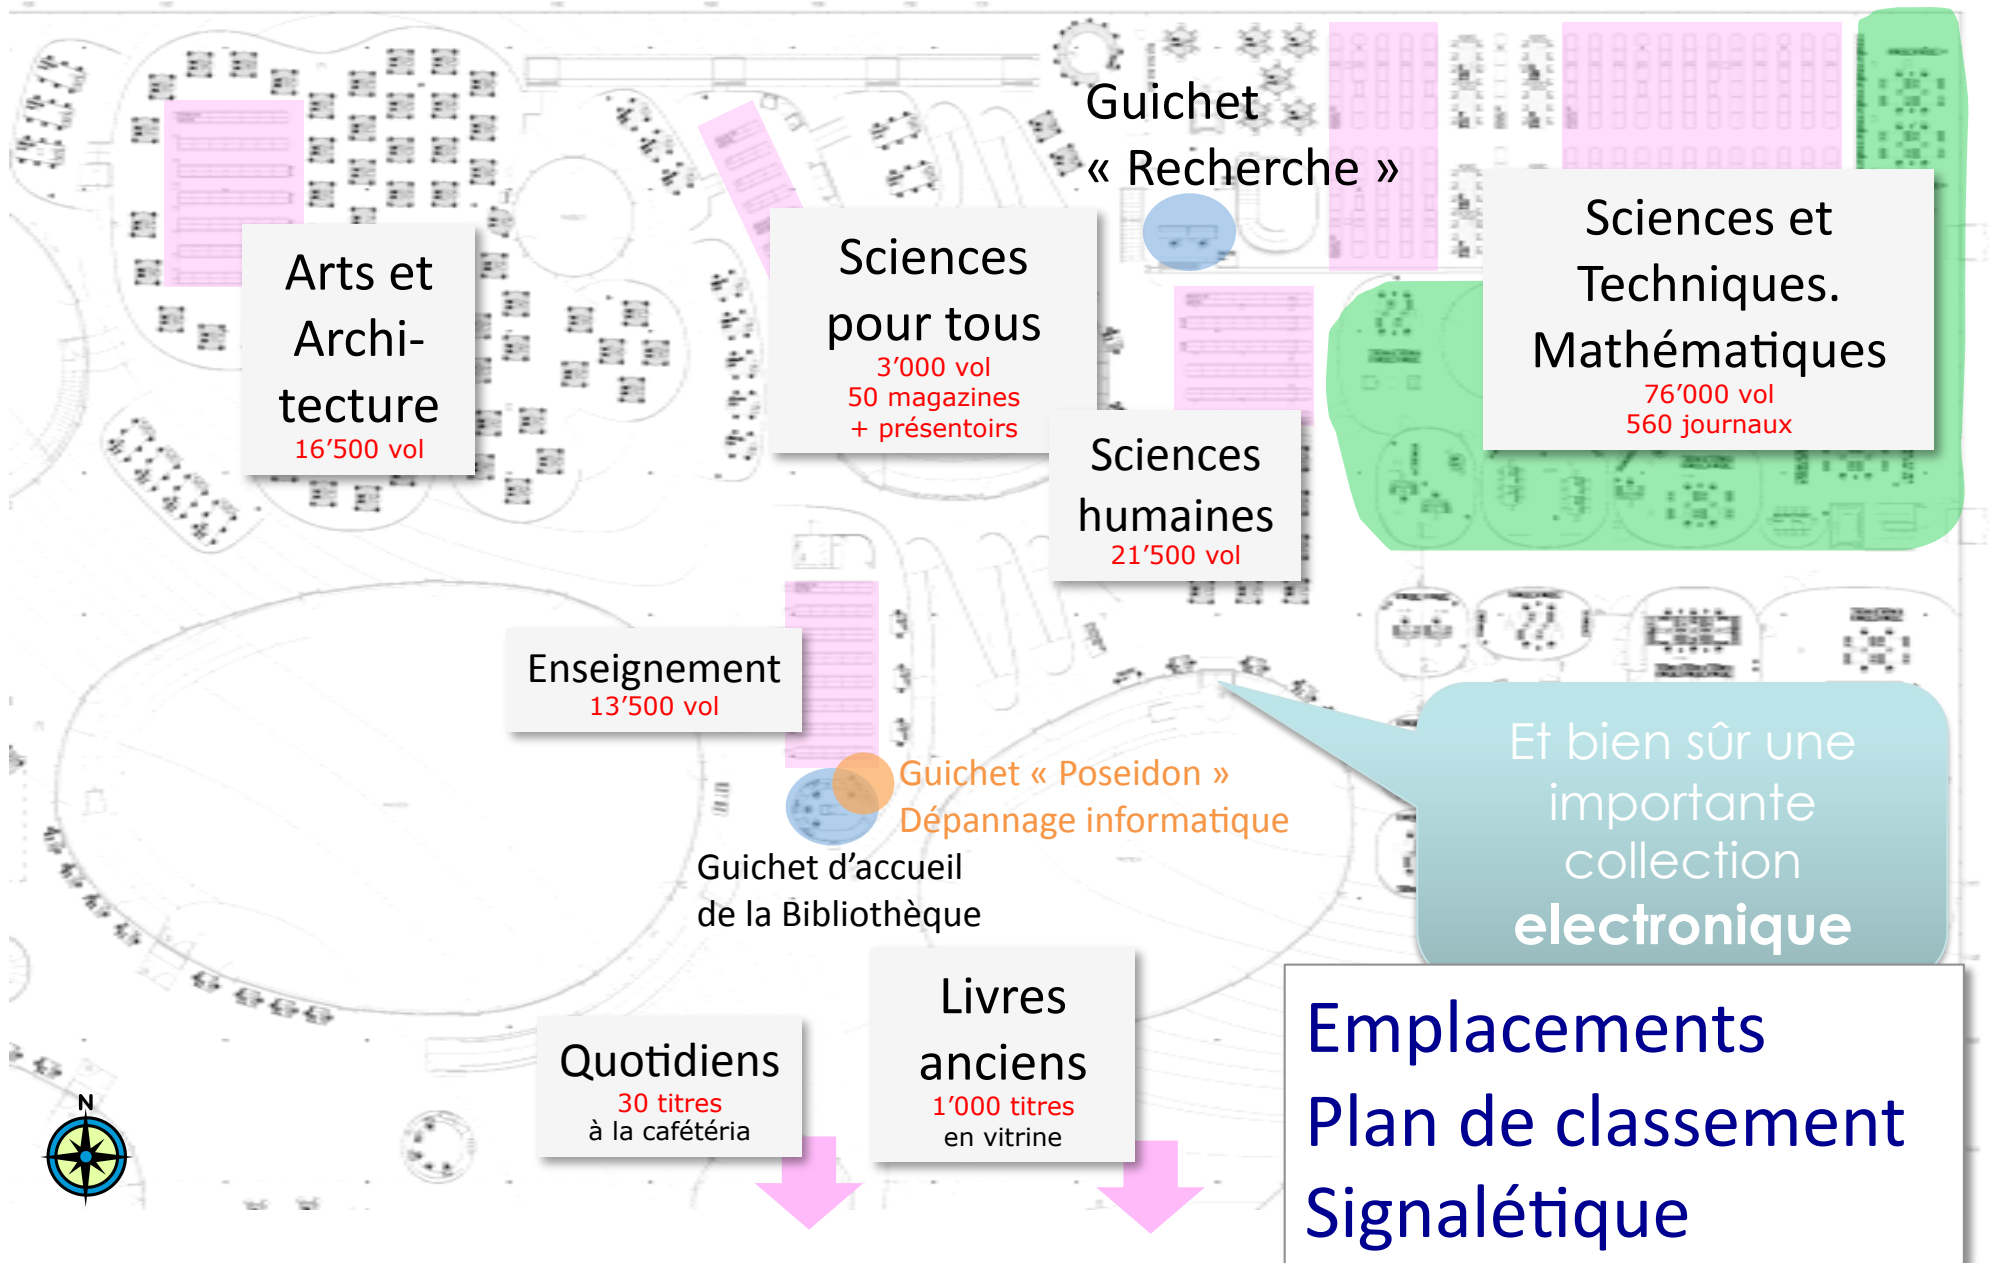 Guichet
« Recherche »
Arts et
Archi-
tecture
16’500 vol
Sciences
pour tous
3’000 vol
50 magazines
+ présentoirs
Sciences et
Techniques.
Mathématiques
76’000 vol
560 journaux
Sciences
humaines
21’500 vol
Enseignement
13’500 vol
Guichet « Poseidon »
Dépannage informatique
Guichet d’accueil
de la Bibliothèque
Et bien sûr une
importante
collection
electronique
Quotidiens
30 titres
à la cafétéria
Livres
anciens
1’000 titres
en vitrine
N
Emplacements
Plan de classement
Signalétique